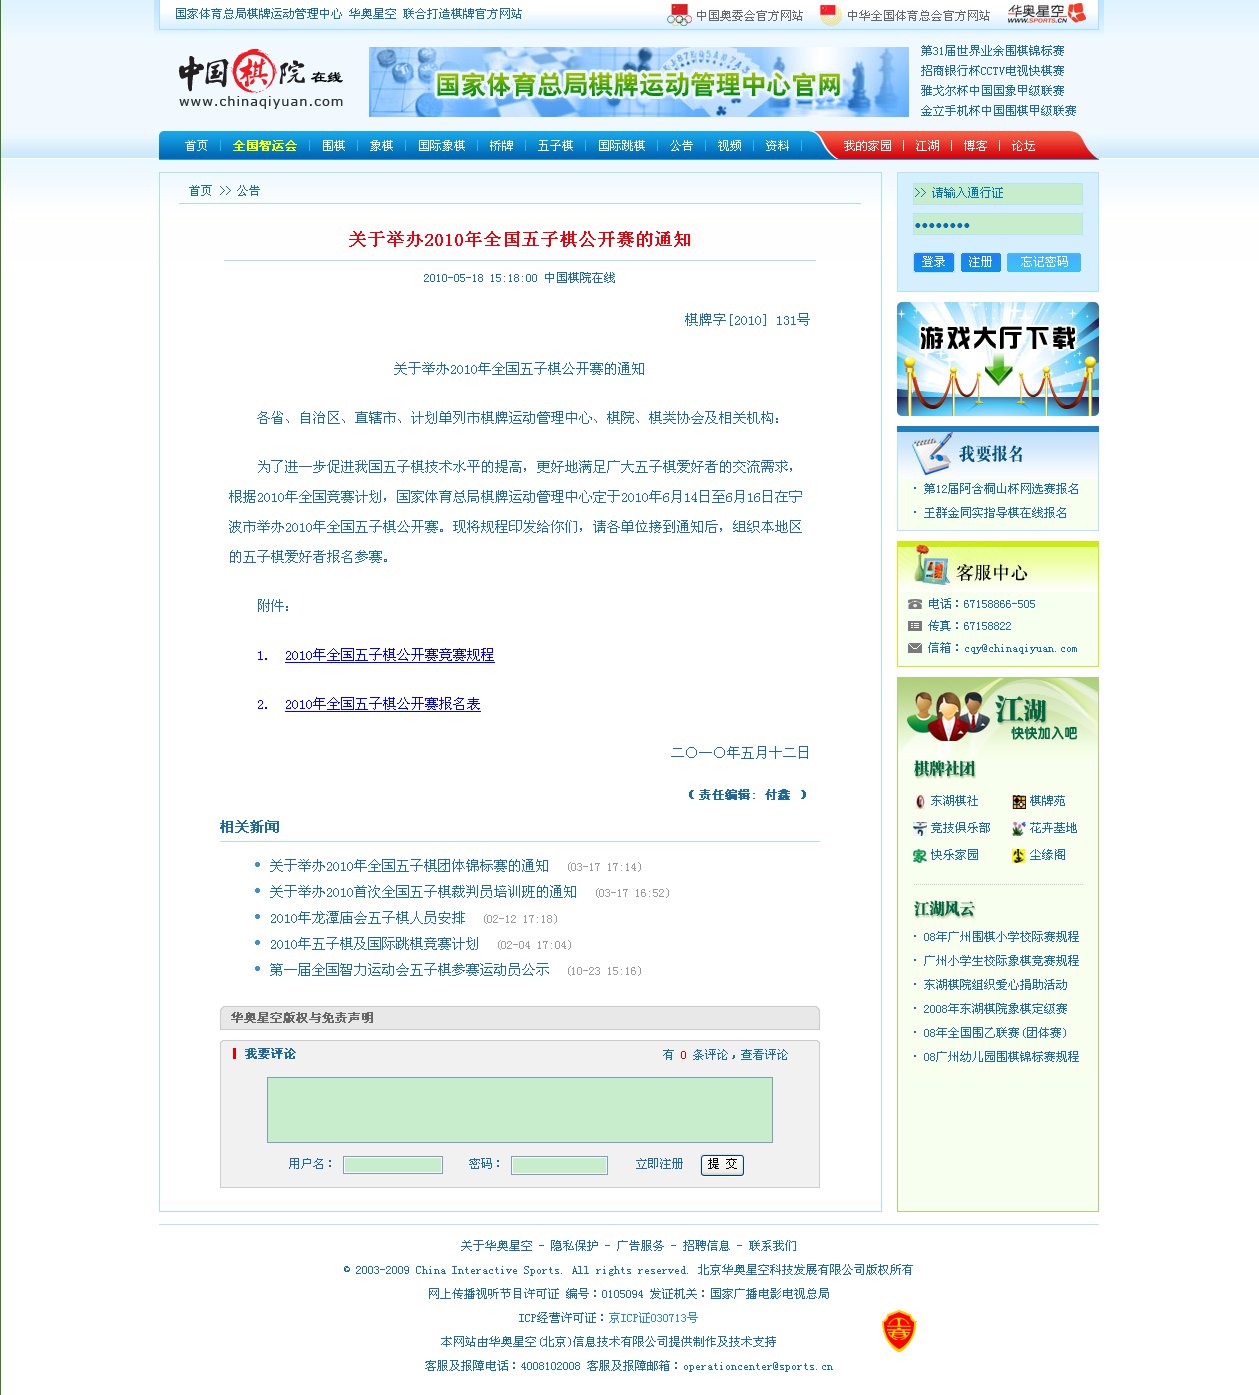 国家体育总局棋牌运动管理中心 华奥星空 联合打造棋牌官方网站
中国奥委会官方网站
中华全国体育总会官方网站
华奥星空
WWW.SPORTS.CN
中国棋院在线
www.chinaqiyuan.com
国家体育总局棋牌运动管理中心官网
第31届世界业余围棋锦标赛
招商银行杯CCTV电视快棋赛
雅戈尔杯中国国象甲级联赛
金立手机杯中国围棋甲级联赛
首页 | 全国智运会 | 围棋 | 象棋 | 国际象棋 | 桥牌 | 五子棋 | 国际跳棋 | 公告 | 视频 | 资料 | 我的家园 | 江湖 | 博客 | 论坛
首页 >> 公告
关于举办2010年全国五子棋公开赛的通知
2010-05-18 15:18:00 中国棋院在线
棋牌字[2010] 131号
关于举办2010年全国五子棋公开赛的通知
各省、自治区、直辖市、计划单列市棋牌运动管理中心、棋院、棋类协会及相关机构：
为了进一步促进我国五子棋技术水平的提高，更好地满足广大五子棋爱好者的交流需求，
根据2010年全国竞赛计划，国家体育总局棋牌运动管理中心定于2010年6月14日至6月16日在宁
波市举办2010年全国五子棋公开赛。现将规程印发给你们，请各单位接到通知后，组织本地区
的五子棋爱好者报名参赛。
附件：
1. 2010年全国五子棋公开赛竞赛规程
2. 2010年全国五子棋公开赛报名表
二〇一〇年五月十二日
（责任编辑：付鑫 ）
相关新闻
• 关于举办2010年全国五子棋团体锦标赛的通知 (03-17 17:14)
• 关于举办2010首次全国五子棋裁判员培训班的通知 (03-17 16:52)
• 2010年龙潭庙会五子棋人员安排 (02-12 17:18)
• 2010年五子棋及国际跳棋竞赛计划 (02-04 17:04)
• 第一届全国智力运动会五子棋参赛运动员公示 (10-23 15:16)
华奥星空版权与免责声明
我要评论
有 0 条评论，查看评论
用户名：
密码：
立即注册
提 交
>> 请输入通行证
••••••••
登录 注册 忘记密码
游戏大厅下载
我要报名
· 第12届阿含桐山杯网选赛报名
· 王群金同实指导棋在线报名
客服中心
电话：67158866-505
传真：67158822
信箱：cqy@chinaqiyuan.com
江湖
快快加入吧
棋牌社团
东湖棋社 棋牌苑
竞技俱乐部 花卉基地
快乐家园 尘缘阁
江湖风云
· 08年广州围棋小学校际赛规程
· 广州小学生校际象棋竞赛规程
· 东湖棋院组织爱心捐助活动
· 2008年东湖棋院象棋定级赛
· 08年全国围乙联赛(团体赛)
· 08广州幼儿园围棋锦标赛规程
关于华奥星空 - 隐私保护 - 广告服务 - 招聘信息 - 联系我们
© 2003-2009 China Interactive Sports. All rights reserved. 北京华奥星空科技发展有限公司版权所有
网上传播视听节目许可证 编号：0105094 发证机关：国家广播电影电视总局
ICP经营许可证：京ICP证030713号
本网站由华奥星空(北京)信息技术有限公司提供制作及技术支持
客服及报障电话：4008102008 客服及报障邮箱：operationcenter@sports.cn